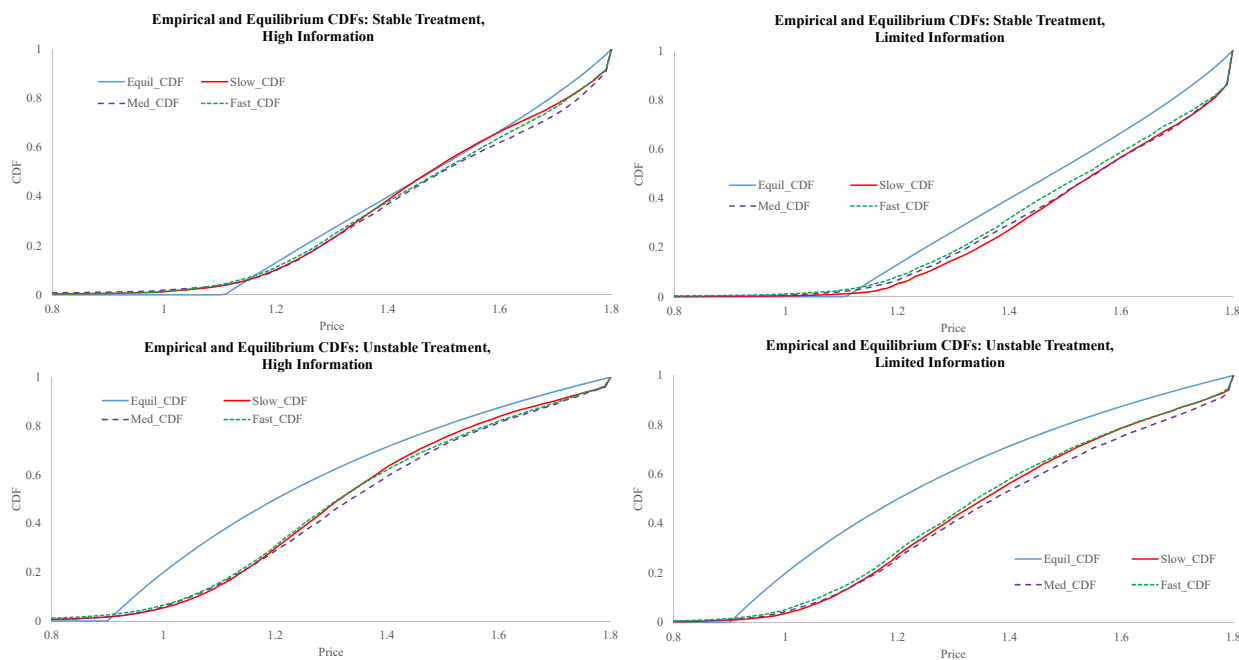 Empirical and Equilibrium CDFs: Stable Treatment,
High Information
1
0.8
0.6
0.4
0.2
0
CDF
Equil_CDF Slow_CDF
Med_CDF Fast_CDF
0.8 1 1.2 1.4 1.6 1.8
Price
Empirical and Equilibrium CDFs: Stable Treatment,
Limited Information
1
0.8
0.6
0.4
0.2
0
CDF
Equil_CDF Slow_CDF
Med_CDF Fast_CDF
0.8 1 1.2 1.4 1.6 1.8
Price
Empirical and Equilibrium CDFs: Unstable Treatment,
High Information
1
0.8
0.6
0.4
0.2
0
CDF
Equil_CDF Slow_CDF
Med_CDF Fast_CDF
0.8 1 1.2 1.4 1.6 1.8
Price
Empirical and Equilibrium CDFs: Unstable Treatment,
Limited Information
1
0.8
0.6
0.4
0.2
0
CDF
Equil_CDF Slow_CDF
Med_CDF Fast_CDF
0.8 1 1.2 1.4 1.6 1.8
Price